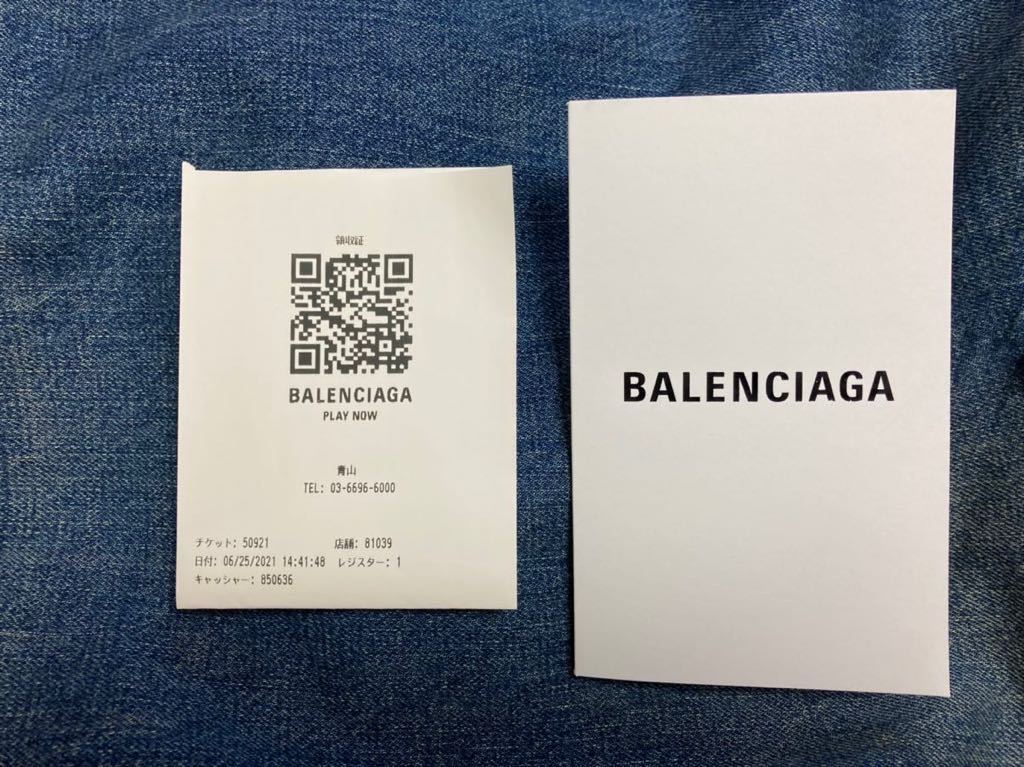 領収証
BALENCIAGA
PLAY NOW
青山
TEL: 03-6696-6000
チケット: 50921 店舗: 81039
日付: 06/25/2021 14:41:48 レジスター: 1
キャッシャー: 850636
BALENCIAGA